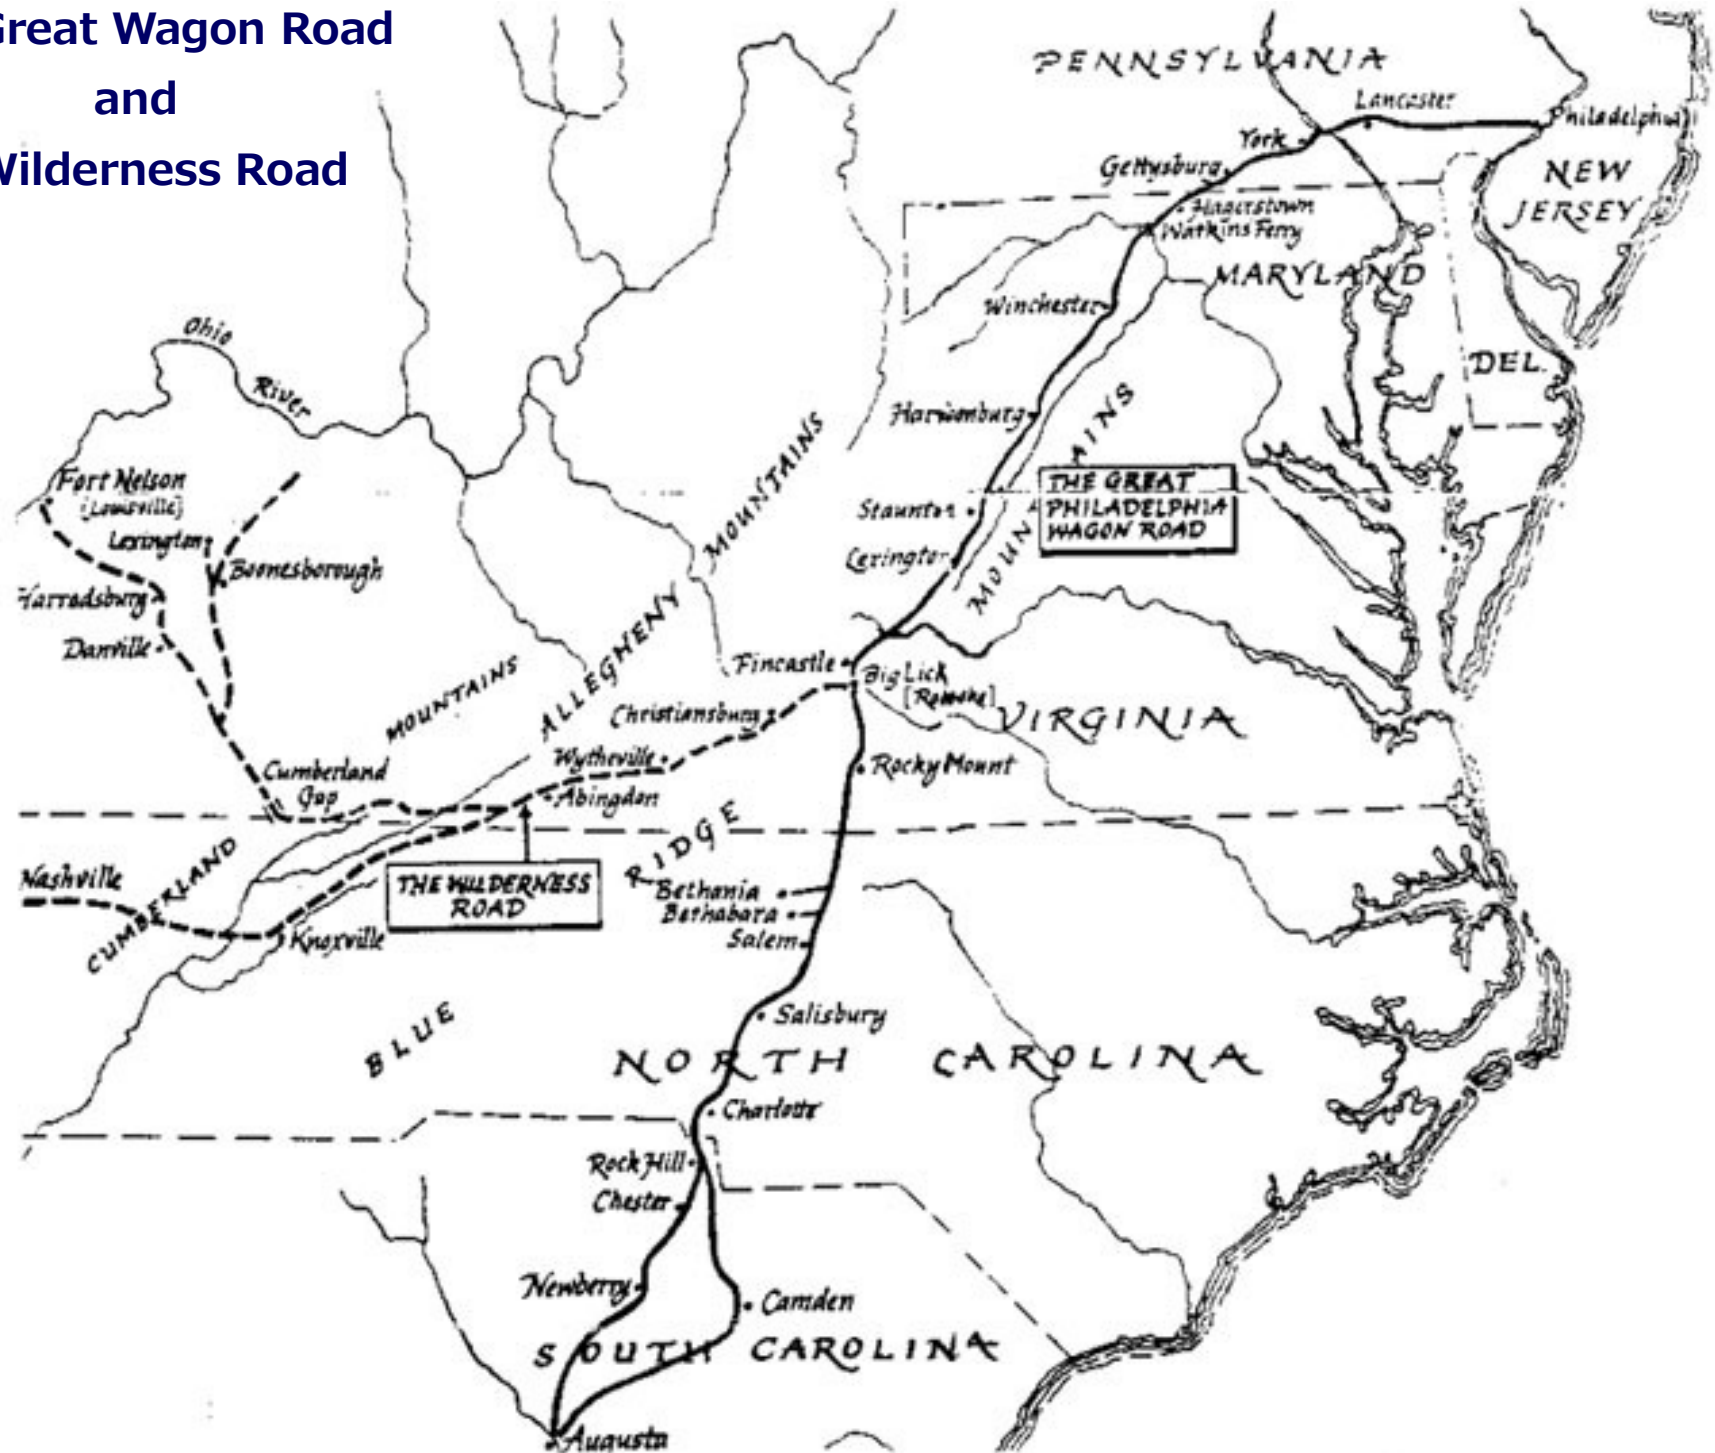 Great Wagon Road
and
Wilderness Road
PENNSYLVANIA
Lancaster
Philadelphia
York
Gettysburg
NEW
JERSEY
Hagerstown
Watkins Ferry
MARYLAND
Winchester
Ohio
River
DEL.
Harrisonburg
MOUNTAINS
THE GREAT
PHILADELPHIA
WAGON ROAD
Fort Nelson
[Louisville]
Staunton
Lexington
Lexington
Boonesborough
Harrodsburg
MOUNTAINS
Danville
ALLEGHENY
Fincastle
Big Lick
[Roanoke]
MOUNTAINS
Christiansburg
VIRGINIA
Wytheville
Rocky Mount
Cumberland
Gap
Abingdon
RIDGE
CUMBERLAND
Nashville
THE WILDERNESS
ROAD
Bethania
Bethabara
Salem
Knoxville
Salisbury
BLUE
NORTH CAROLINA
Charlotte
Rock Hill
Chester
Newberry
Camden
SOUTH CAROLINA
Augusta